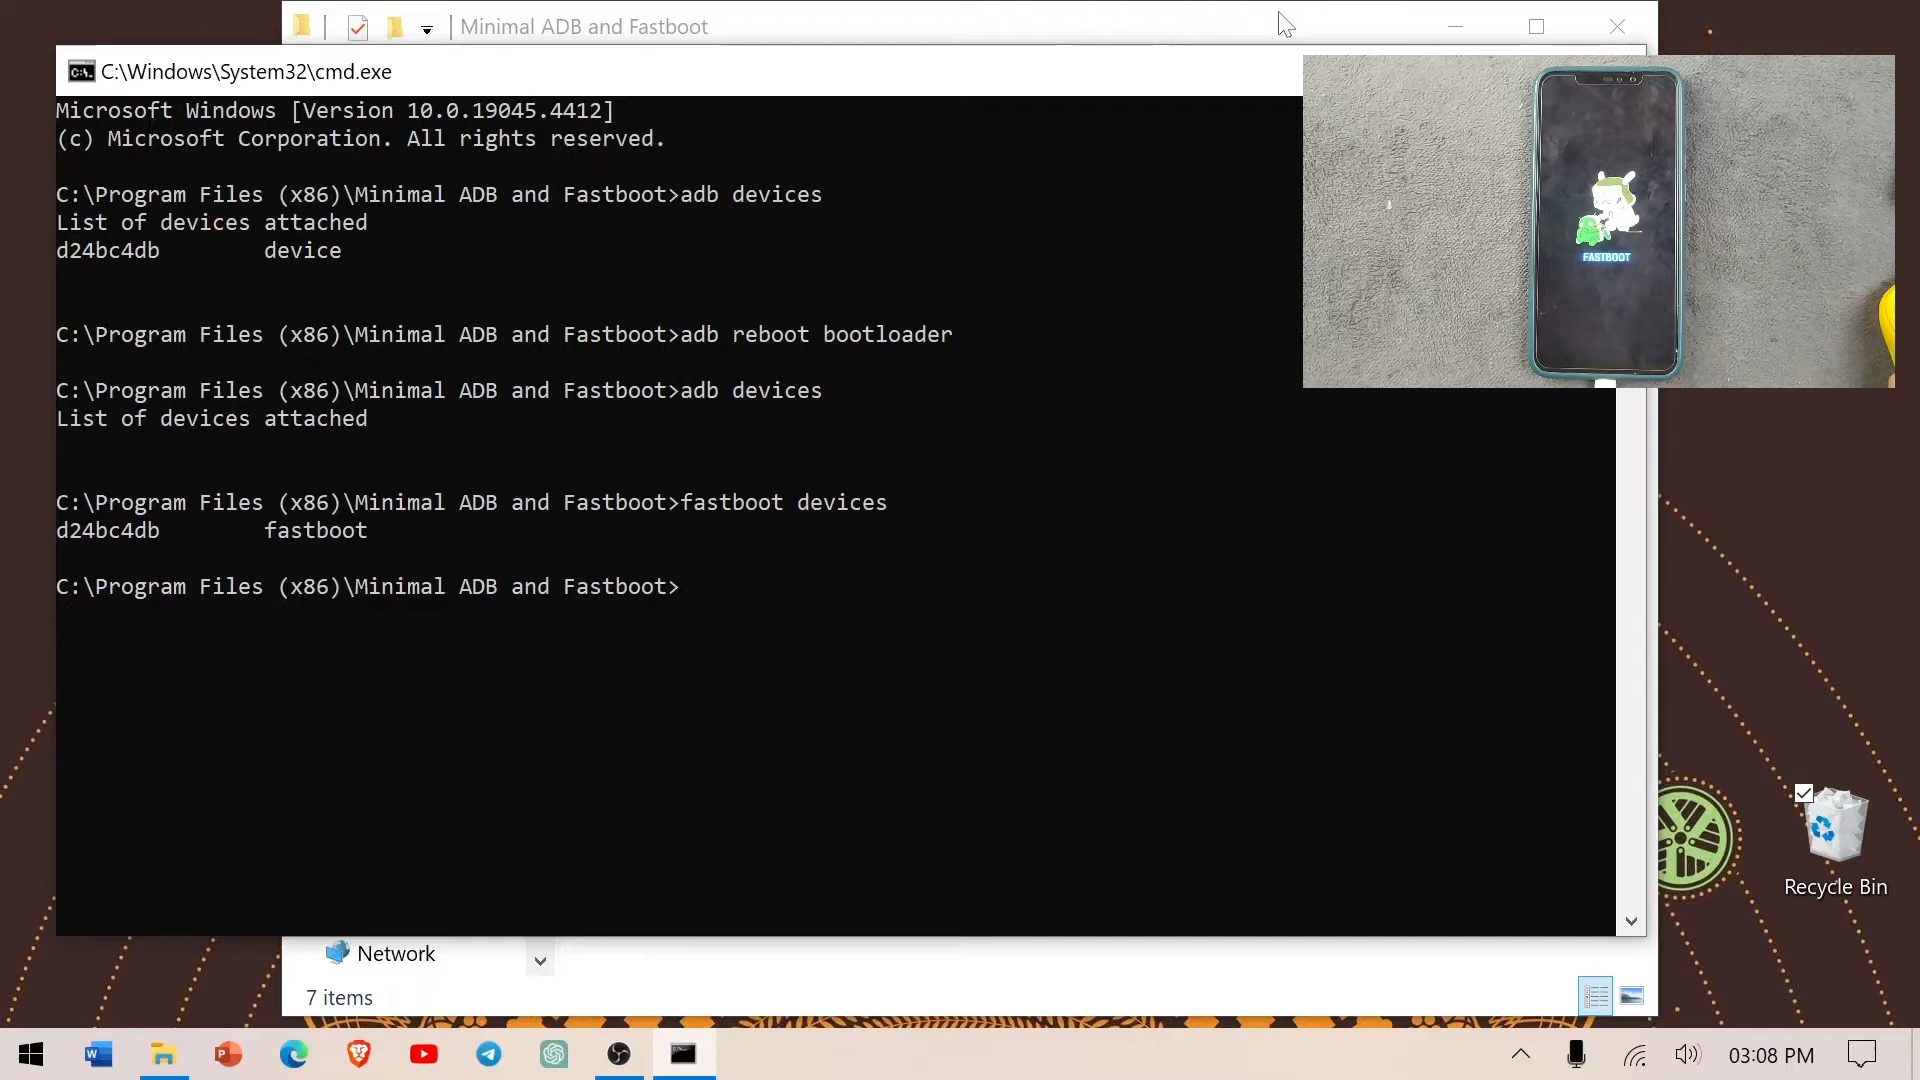 Minimal ADB and Fastboot
C:\Windows\System32\cmd.exe
Microsoft Windows [Version 10.0.19045.4412]
(c) Microsoft Corporation. All rights reserved.
C:\Program Files (x86)\Minimal ADB and Fastboot>adb devices
List of devices attached
d24bc4db        device
C:\Program Files (x86)\Minimal ADB and Fastboot>adb reboot bootloader
C:\Program Files (x86)\Minimal ADB and Fastboot>adb devices
List of devices attached
C:\Program Files (x86)\Minimal ADB and Fastboot>fastboot devices
d24bc4db        fastboot
C:\Program Files (x86)\Minimal ADB and Fastboot>
FASTBOOT
Recycle Bin
Network
7 items
03:08 PM